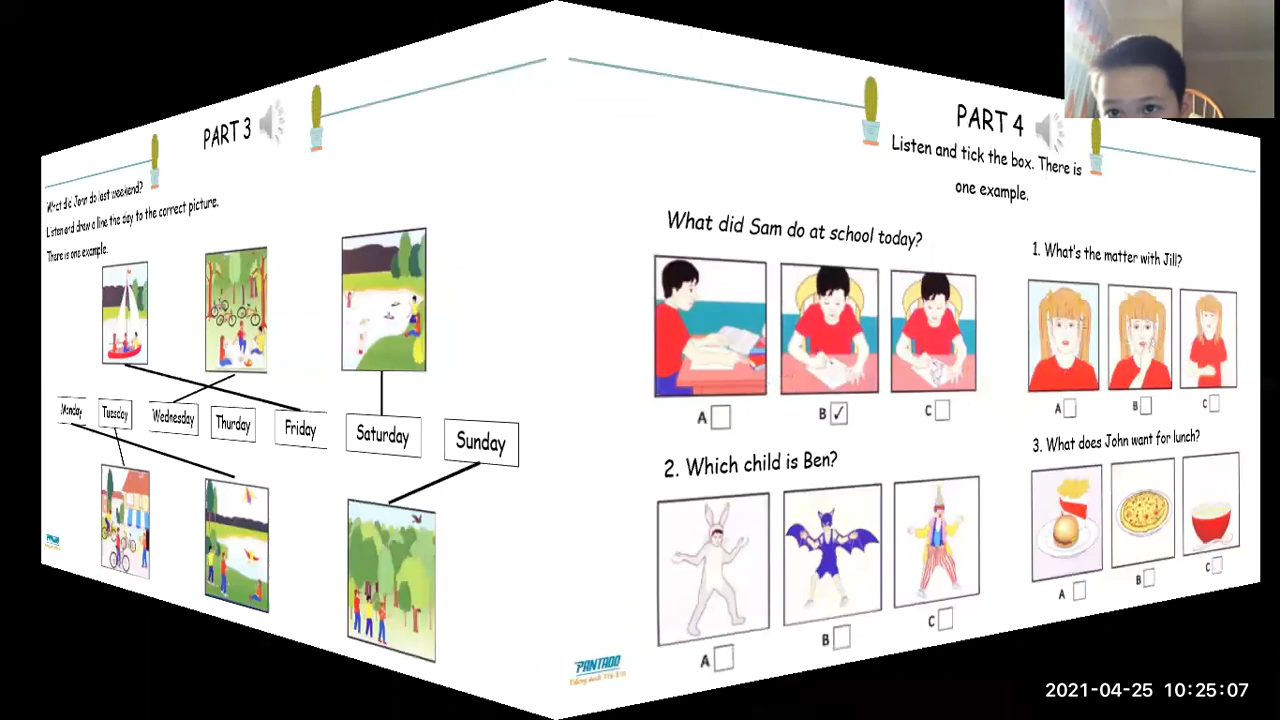 PART 3
What did John do last weekend?
Listen and draw a line the day to the correct picture.
There is one example.
Monday
Tuesday
Wednesday
Thurday
Friday
Saturday
Sunday
PART 4
Listen and tick the box. There is
one example.
What did Sam do at school today?
A
B ✓
C
1. What's the matter with Jill?
A
B
C
2. Which child is Ben?
A
B
C
3. What does John want for lunch?
A
B
C
PANTADO
2021-04-25 10:25:07